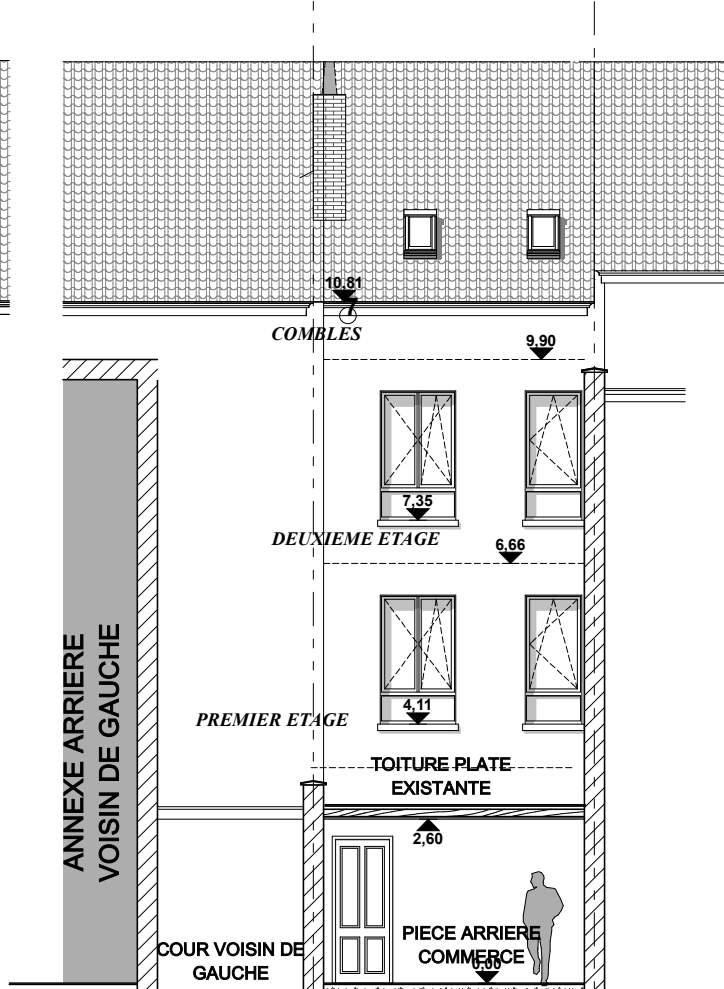 10,81
7
COMBLES
9,90
7,35
DEUXIEME ETAGE
6,66
4,11
PREMIER ETAGE
ANNEXE ARRIERE
VOISIN DE GAUCHE
TOITURE PLATE
EXISTANTE
2,60
PIECE ARRIERE
COMMERCE
0,00
COUR VOISIN DE
GAUCHE